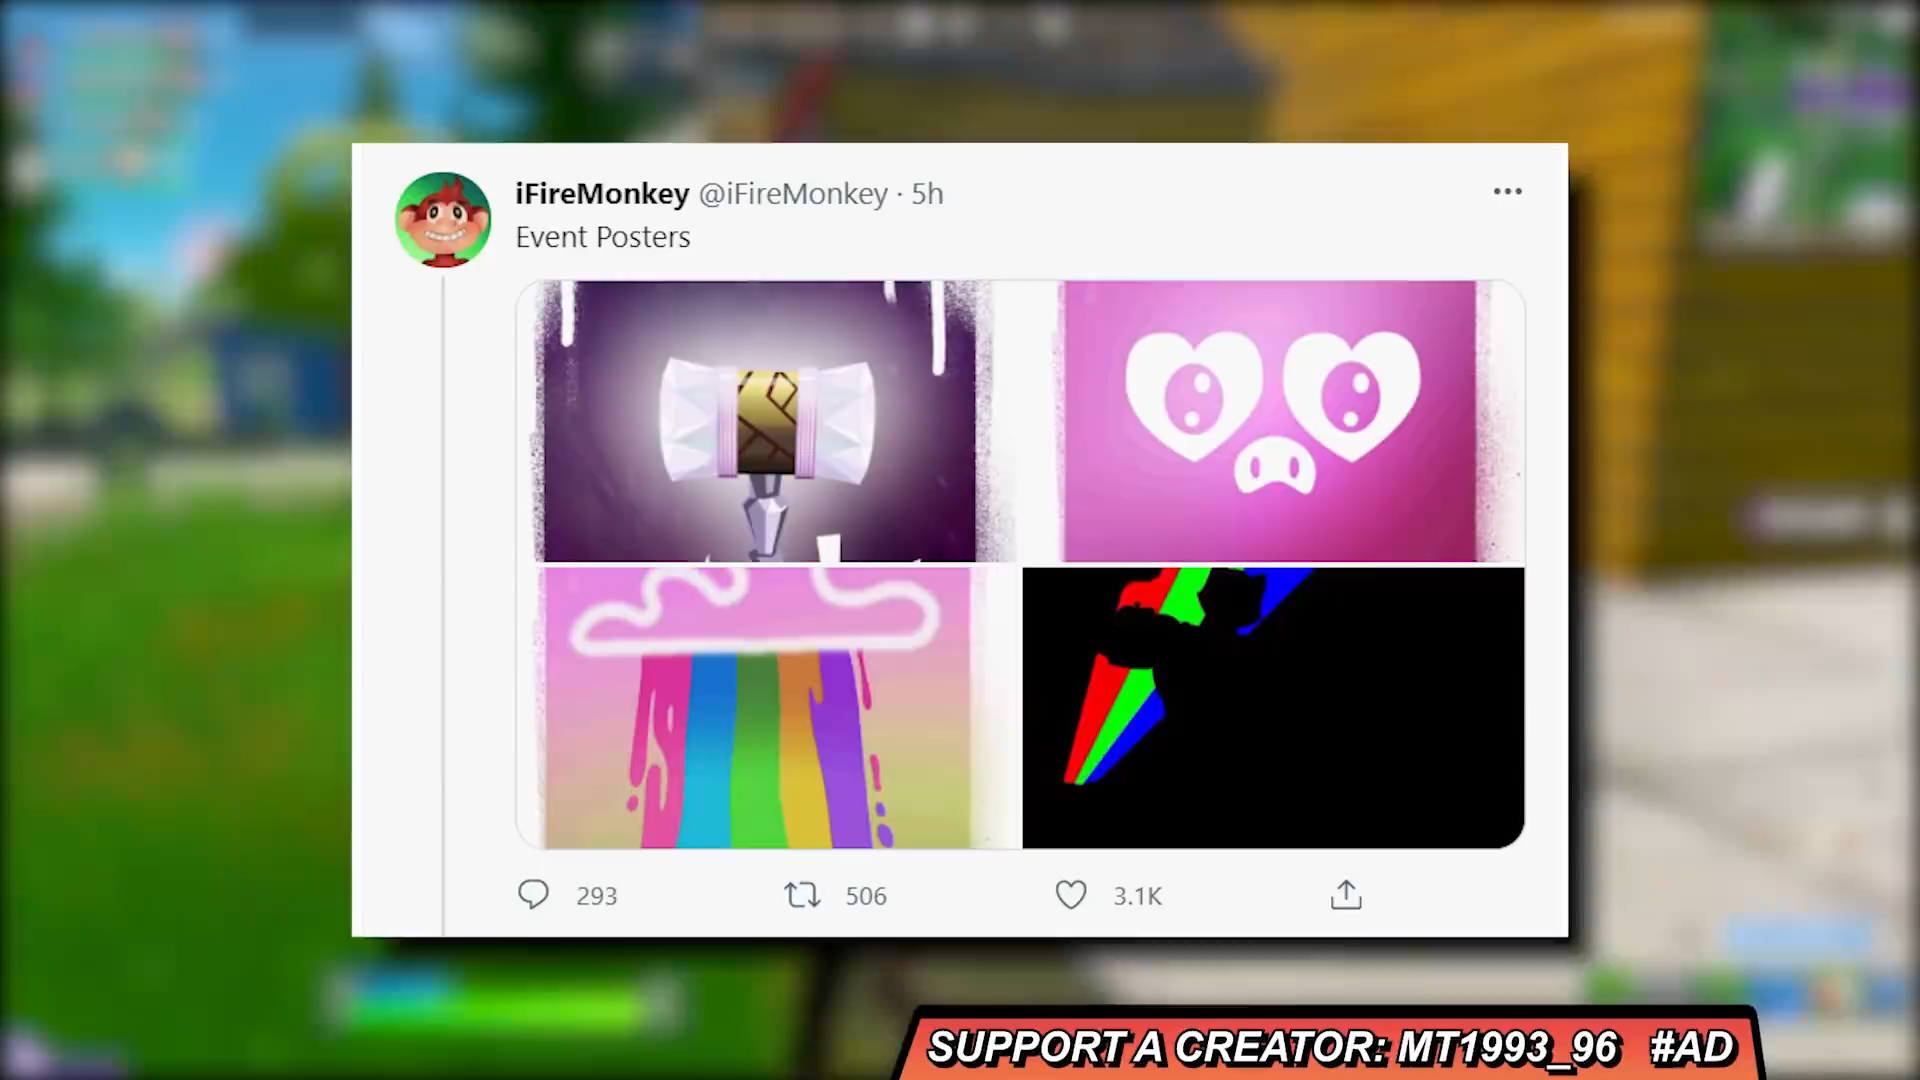 iFireMonkey @iFireMonkey · 5h
Event Posters
293 506 3.1K
SUPPORT A CREATOR: MT1993_96 #AD